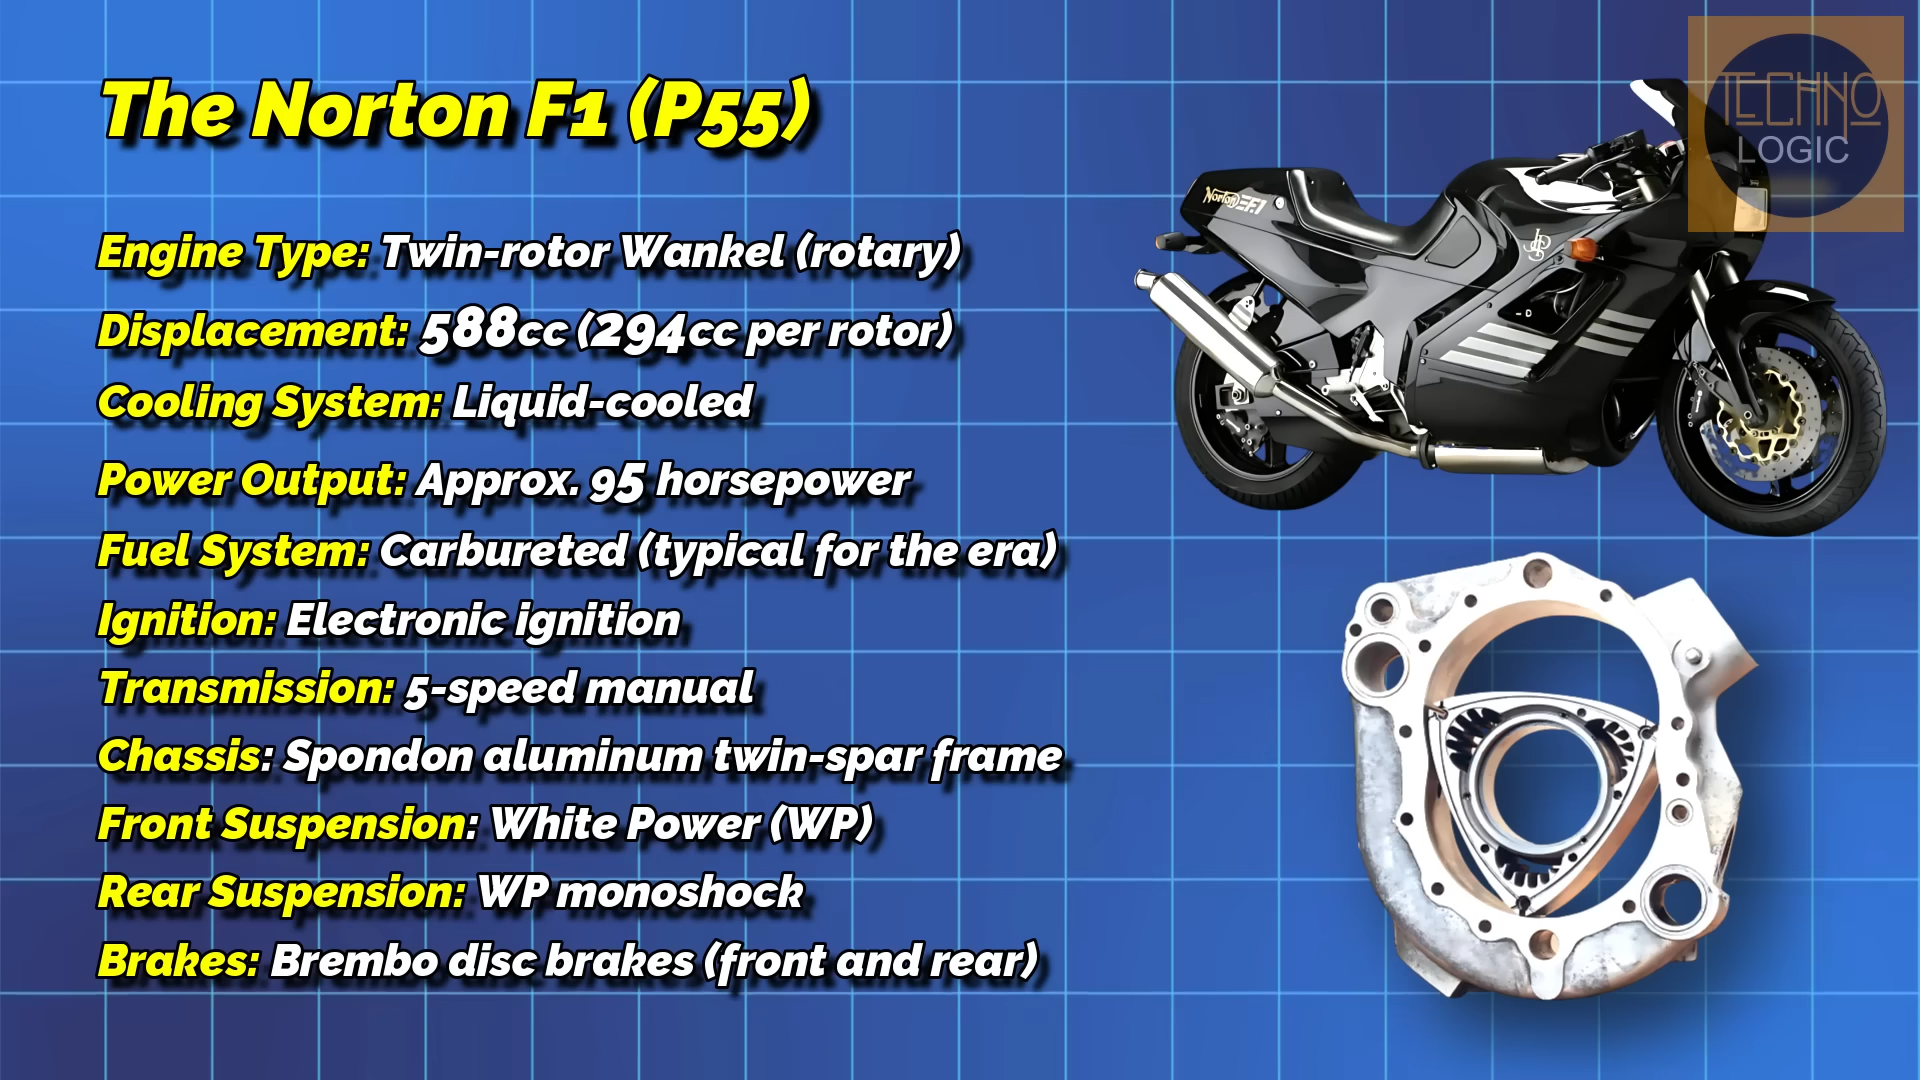 The Norton F1 (P55)
Engine Type: Twin-rotor Wankel (rotary)
Displacement: 588cc (294cc per rotor)
Cooling System: Liquid-cooled
Power Output: Approx. 95 horsepower
Fuel System: Carbureted (typical for the era)
Ignition: Electronic ignition
Transmission: 5-speed manual
Chassis: Spondon aluminum twin-spar frame
Front Suspension: White Power (WP)
Rear Suspension: WP monoshock
Brakes: Brembo disc brakes (front and rear)
TECHNO
LOGIC
Norton F1
JPS